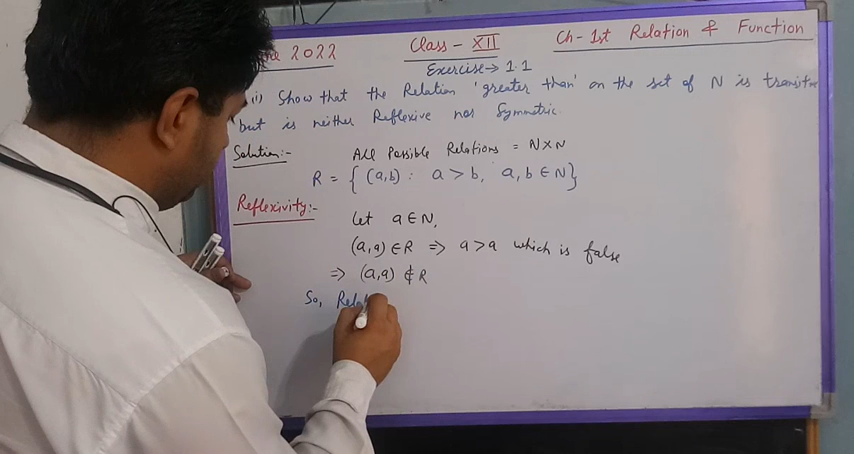 2022 Class - XII Ch- 1st Relation & Function
Exercise→ 1.1
ii) Show that the Relation 'greater than' on the set of N is transitive
but is neither Reflexive nor Symmetric.
Solution:- All Possible Relations = N×N
R = { (a,b) : a > b, a, b ∈ N}
Reflexivity:-
Let a ∈ N,
(a,a) ∈ R ⇒ a > a which is false
⇒ (a,a) ∉ R
So, Relat